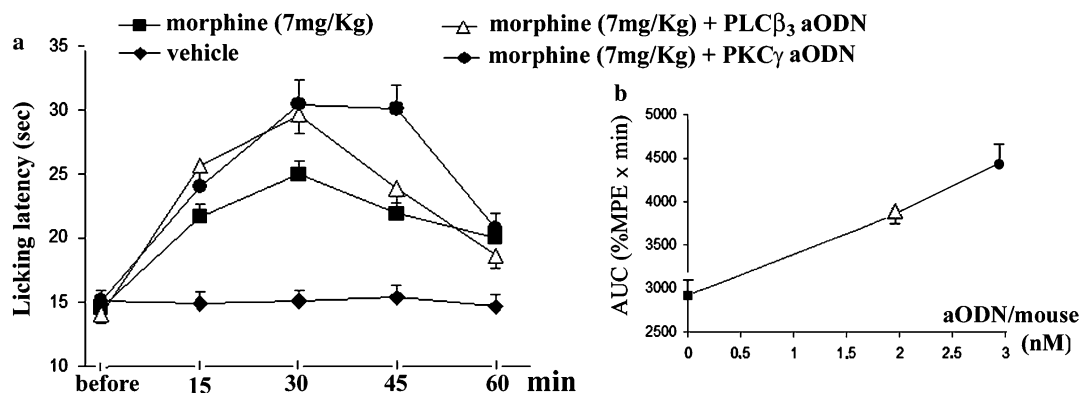 a
morphine (7mg/Kg)
vehicle
morphine (7mg/Kg) + PLCβ₃ aODN
morphine (7mg/Kg) + PKCγ aODN
Licking latency (sec)
35
30
25
20
15
10
before 15 30 45 60 min
b
AUC (%MPE x min)
5000
4500
4000
3500
3000
2500
0 0.5 1 1.5 2 2.5 3
aODN/mouse
(nM)